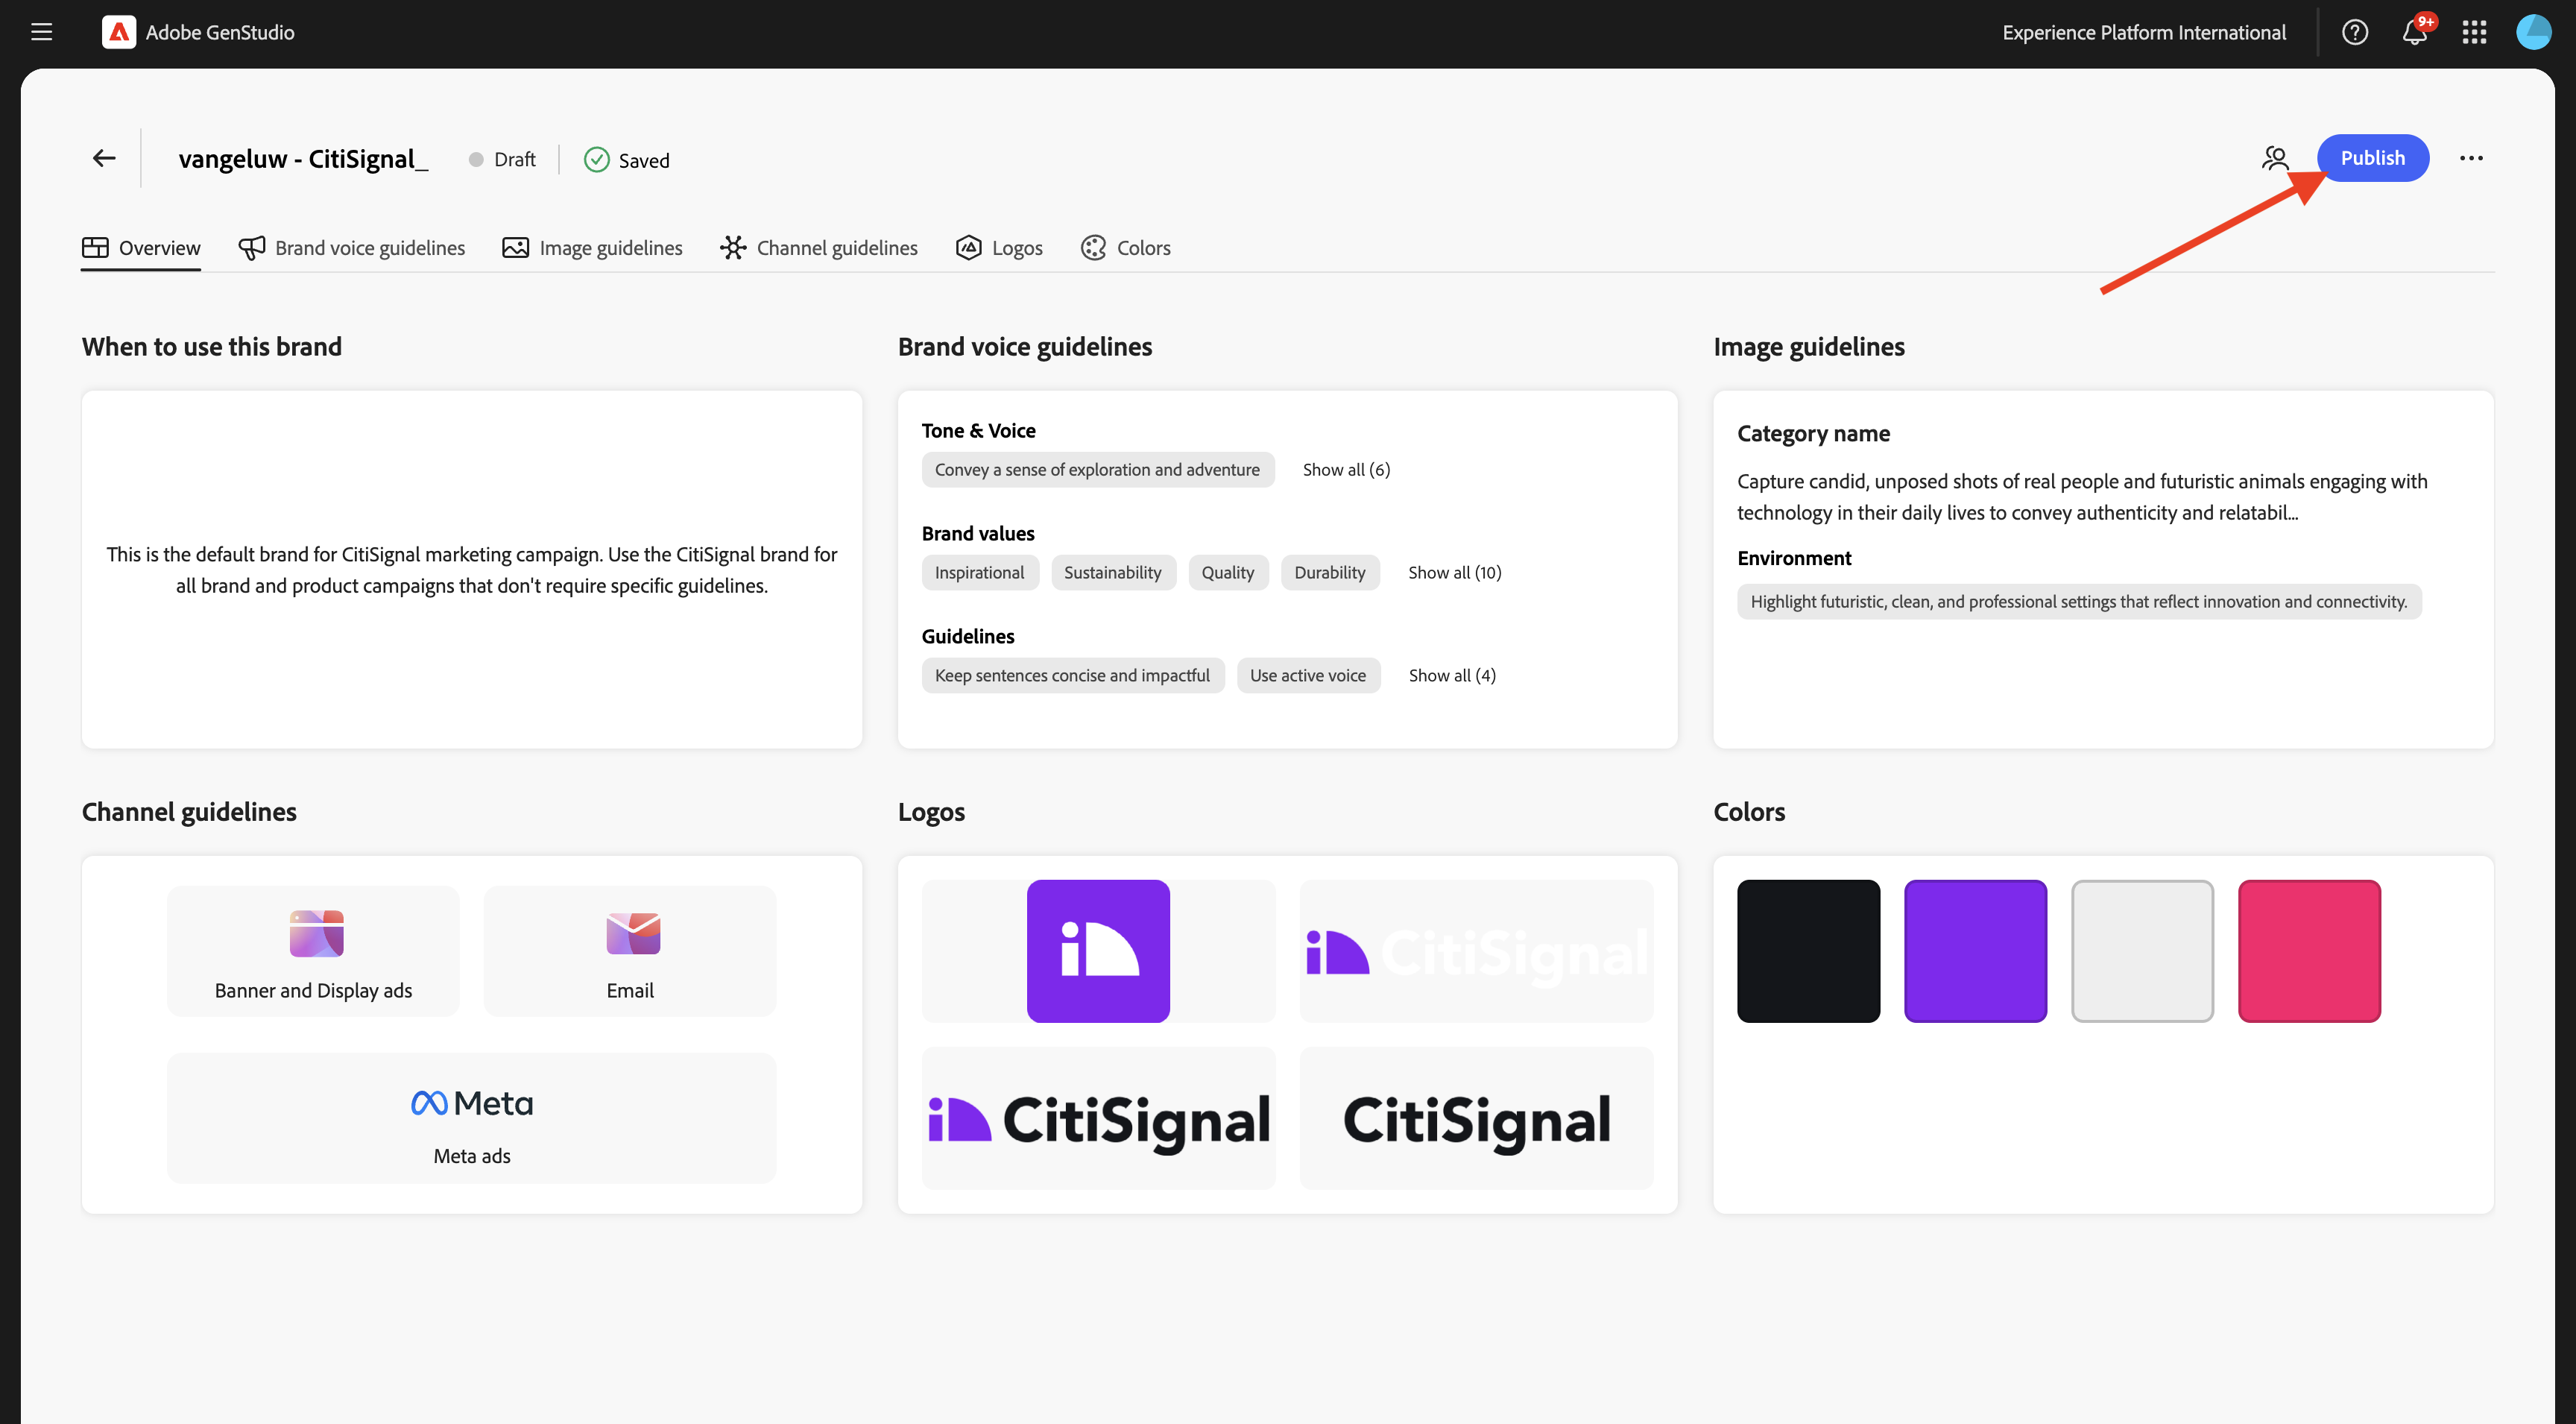 Adobe GenStudio
Experience Platform International
9+
vangeluw - CitiSignal_
Draft
Saved
Publish
Overview
Brand voice guidelines
Image guidelines
Channel guidelines
Logos
Colors
When to use this brand
This is the default brand for CitiSignal marketing campaign. Use the CitiSignal brand for
all brand and product campaigns that don't require specific guidelines.
Brand voice guidelines
Tone & Voice
Convey a sense of exploration and adventure
Show all (6)
Brand values
Inspirational
Sustainability
Quality
Durability
Show all (10)
Guidelines
Keep sentences concise and impactful
Use active voice
Show all (4)
Image guidelines
Category name
Capture candid, unposed shots of real people and futuristic animals engaging with
technology in their daily lives to convey authenticity and relatabil...
Environment
Highlight futuristic, clean, and professional settings that reflect innovation and connectivity.
Channel guidelines
Banner and Display ads
Email
Meta
Meta ads
Logos
CitiSignal
CitiSignal
CitiSignal
Colors